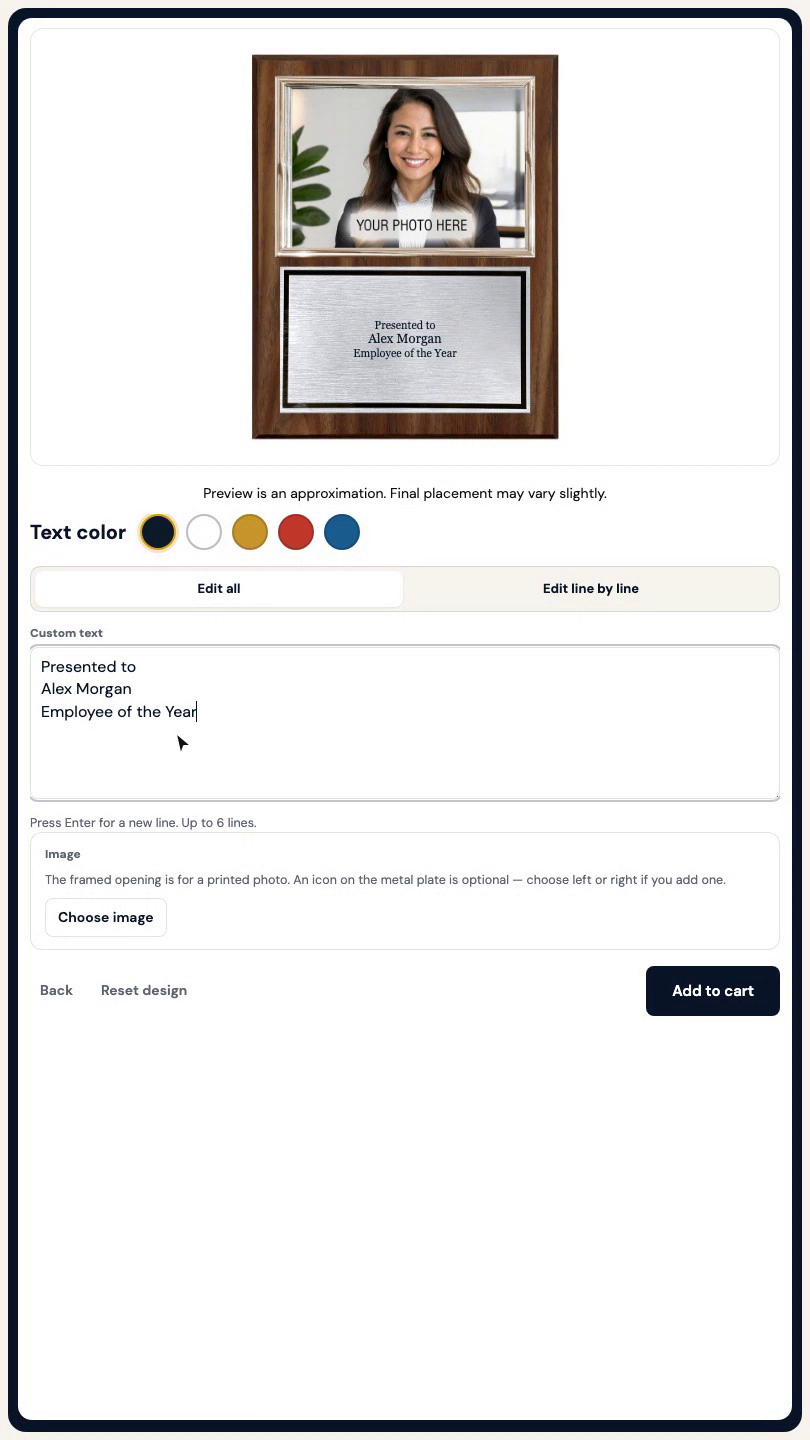 YOUR PHOTO HERE
Presented to
Alex Morgan
Employee of the Year
Preview is an approximation. Final placement may vary slightly.
Text color
Edit all
Edit line by line
Custom text
Presented to
Alex Morgan
Employee of the Year
Press Enter for a new line. Up to 6 lines.
Image
The framed opening is for a printed photo. An icon on the metal plate is optional — choose left or right if you add one.
Choose image
Back
Reset design
Add to cart